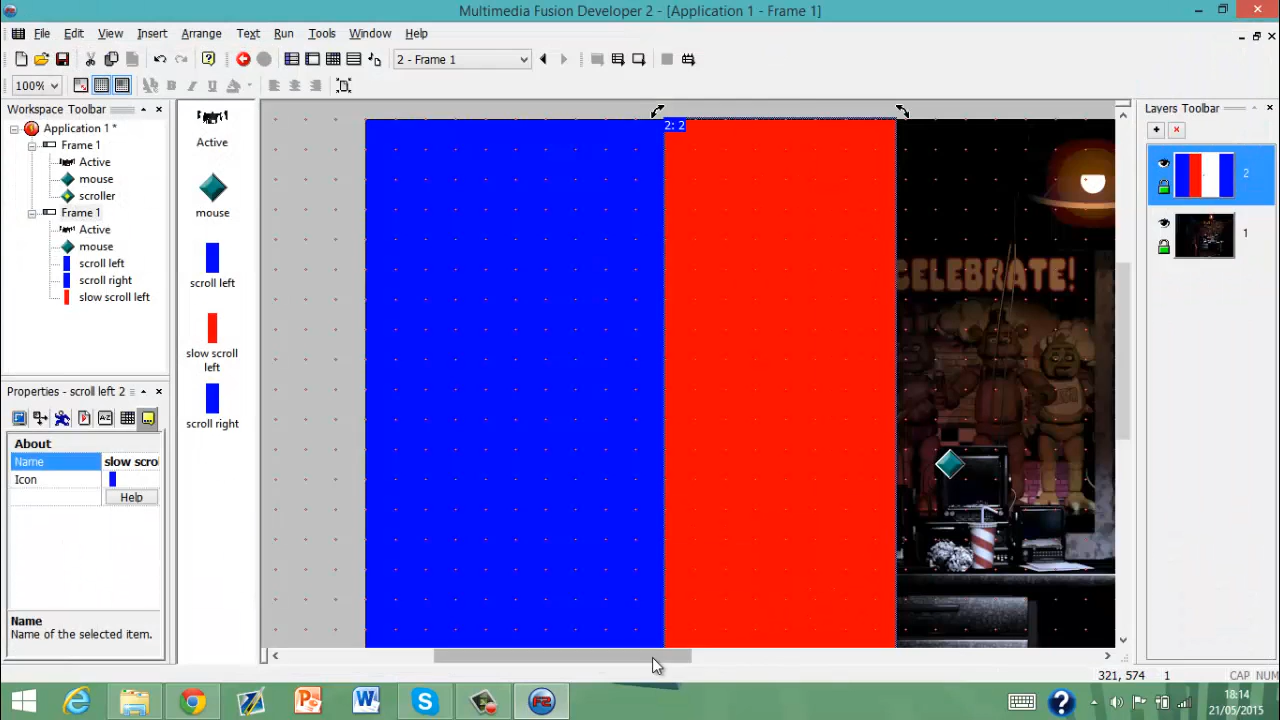 Multimedia Fusion Developer 2 - [Application 1 - Frame 1]
File Edit View Insert Arrange Text Run Tools Window Help
2 - Frame 1
100% B I U A
Workspace Toolbar
Application 1 *
Frame 1
Active
mouse
scroller
Frame 1
Active
mouse
scroll left
scroll right
slow scroll left
Active
mouse
scroll left
slow scroll
left
scroll right
2: 2
CELEBRATE!
Layers Toolbar
2
1
Properties - scroll left 2
About
Name slow scro
Icon
Help
Name
Name of the selected item.
321, 574 1 CAP NUM
18:14
21/05/2015